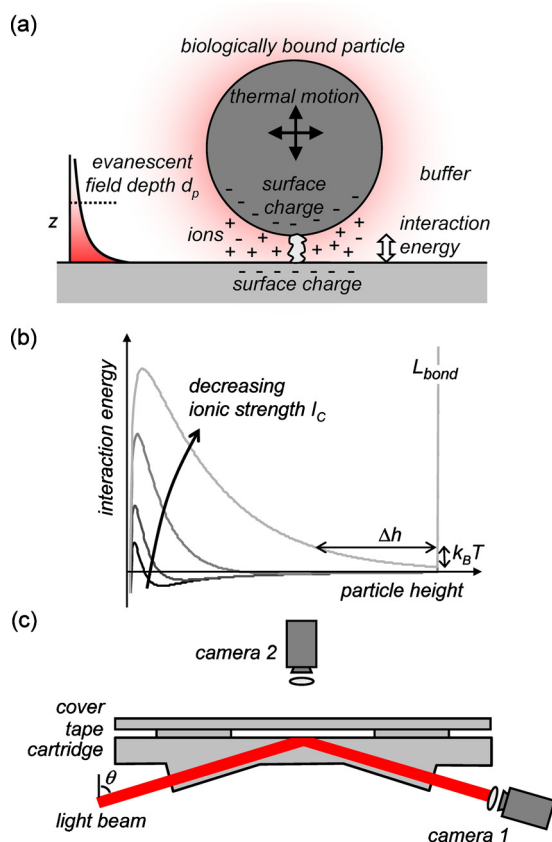 (a)
biologically bound particle
thermal motion
evanescent
field depth dp
surface
charge
buffer
z
ions
interaction
energy
- - - - - - -
+ - + + + + - + + - + +
surface charge
- - - - - -
(b)
interaction energy
decreasing
ionic strength IC
Lbond
Δh
kBT
particle height
(c)
camera 2
cover
tape
cartridge
θ
light beam
camera 1